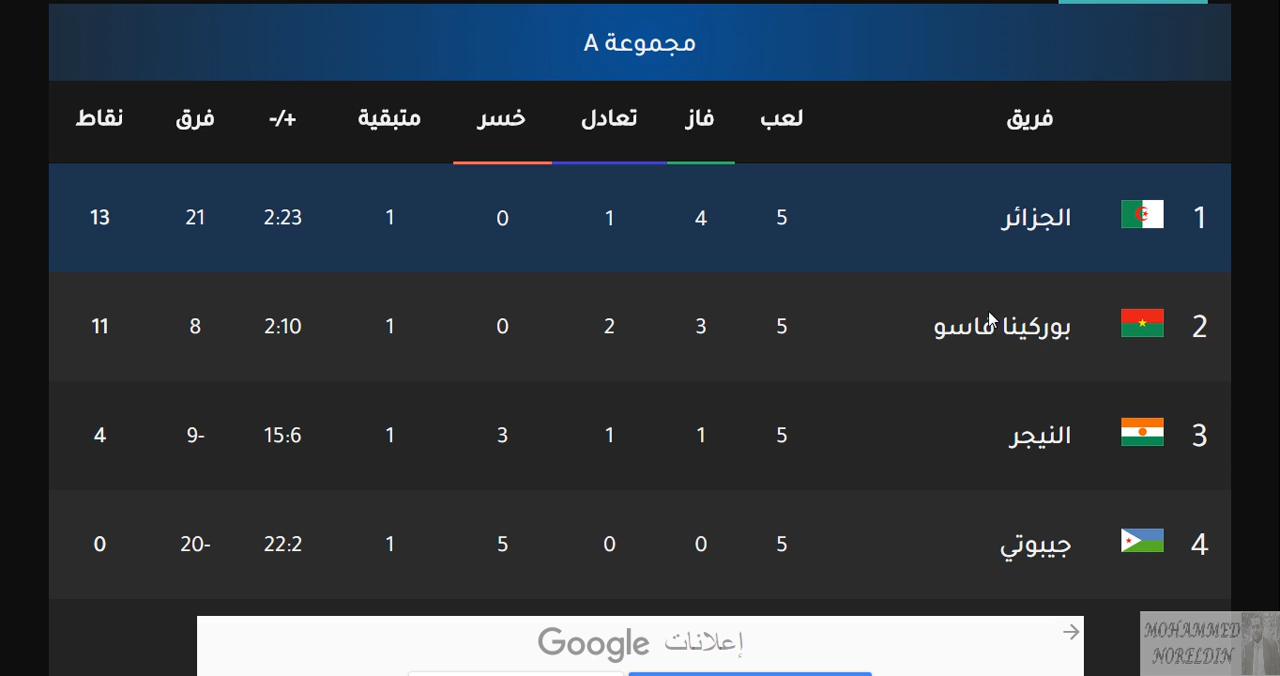 مجموعة A
فريق لعب فاز تعادل خسر متبقية +/- فرق نقاط
1 الجزائر 5 4 1 0 1 2:23 21 13
2 بوركينا فاسو 5 3 2 0 1 2:10 8 11
3 النيجر 5 1 1 3 1 15:6 9- 4
4 جيبوتي 5 0 0 5 1 22:2 20- 0
إعلانات Google
MOHAMMED
NORELDIN